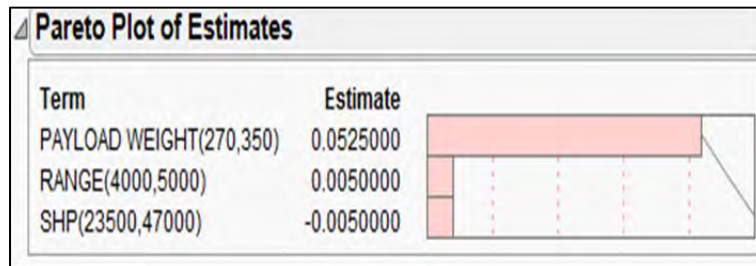 Pareto Plot of Estimates
Term Estimate
PAYLOAD WEIGHT(270,350) 0.0525000
RANGE(4000,5000) 0.0050000
SHP(23500,47000) -0.0050000